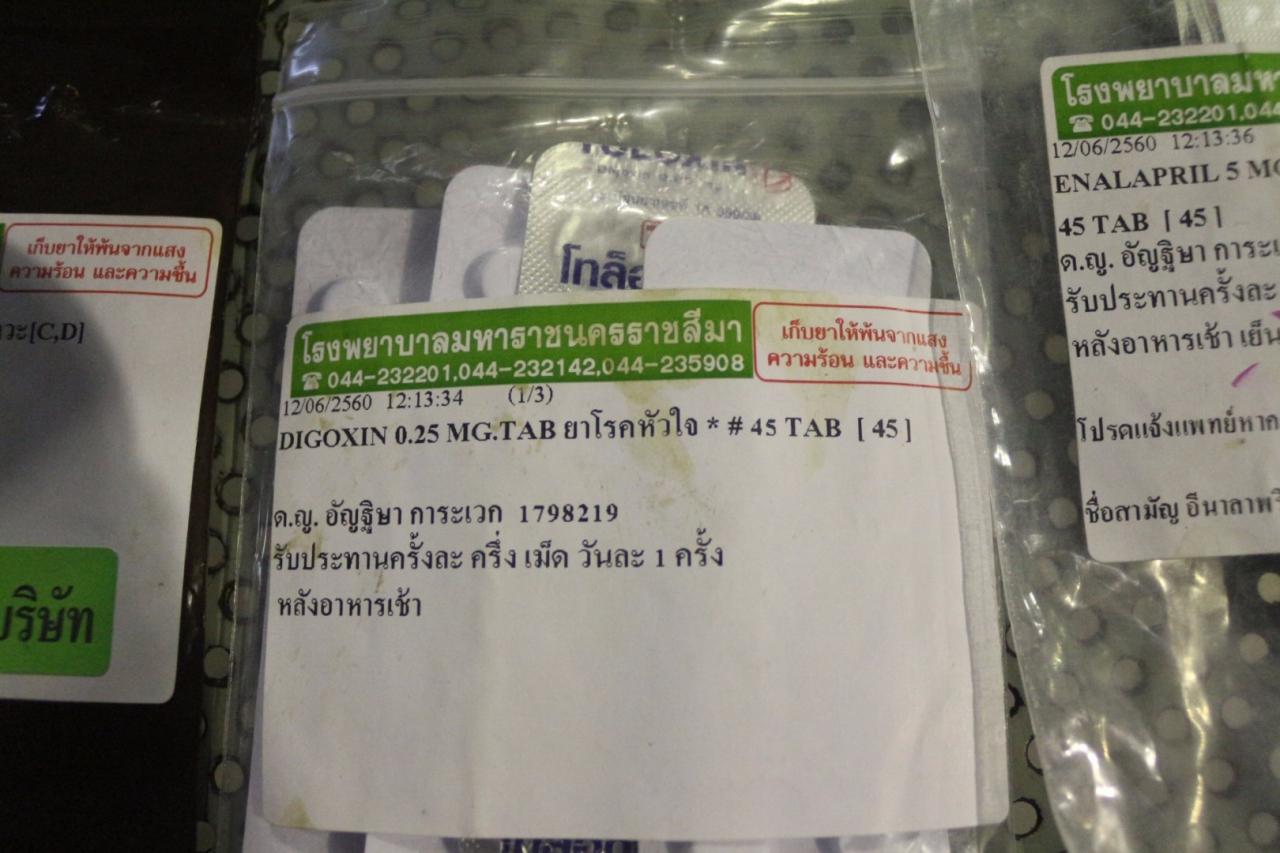 เก็บยาให้พ้นจากแสง
ความร้อน และความชื้น
[C,D]
บริษัท
โทล็อ
โรงพยาบาลมหาราชนครราชสีมา
☎ 044-232201,044-232142,044-235908
เก็บยาให้พ้นจากแสง
ความร้อน และความชื้น
12/06/2560 12:13:34 (1/3)
DIGOXIN 0.25 MG.TAB ยาโรคหัวใจ * # 45 TAB [ 45 ]
ด.ญ. อัญฐิษา การะเวก 1798219
รับประทานครั้งละ ครึ่ง เม็ด วันละ 1 ครั้ง
หลังอาหารเช้า
โรงพยาบาลมห
☎ 044-232201,044
12/06/2560 12:13:36
ENALAPRIL 5 MG
45 TAB [ 45 ]
ด.ญ. อัญฐิษา การะเ
รับประทานครั้งละ
หลังอาหารเช้า เย็น
โปรดแจ้งแพทย์หาก
ชื่อสามัญ อีนาลาพริ